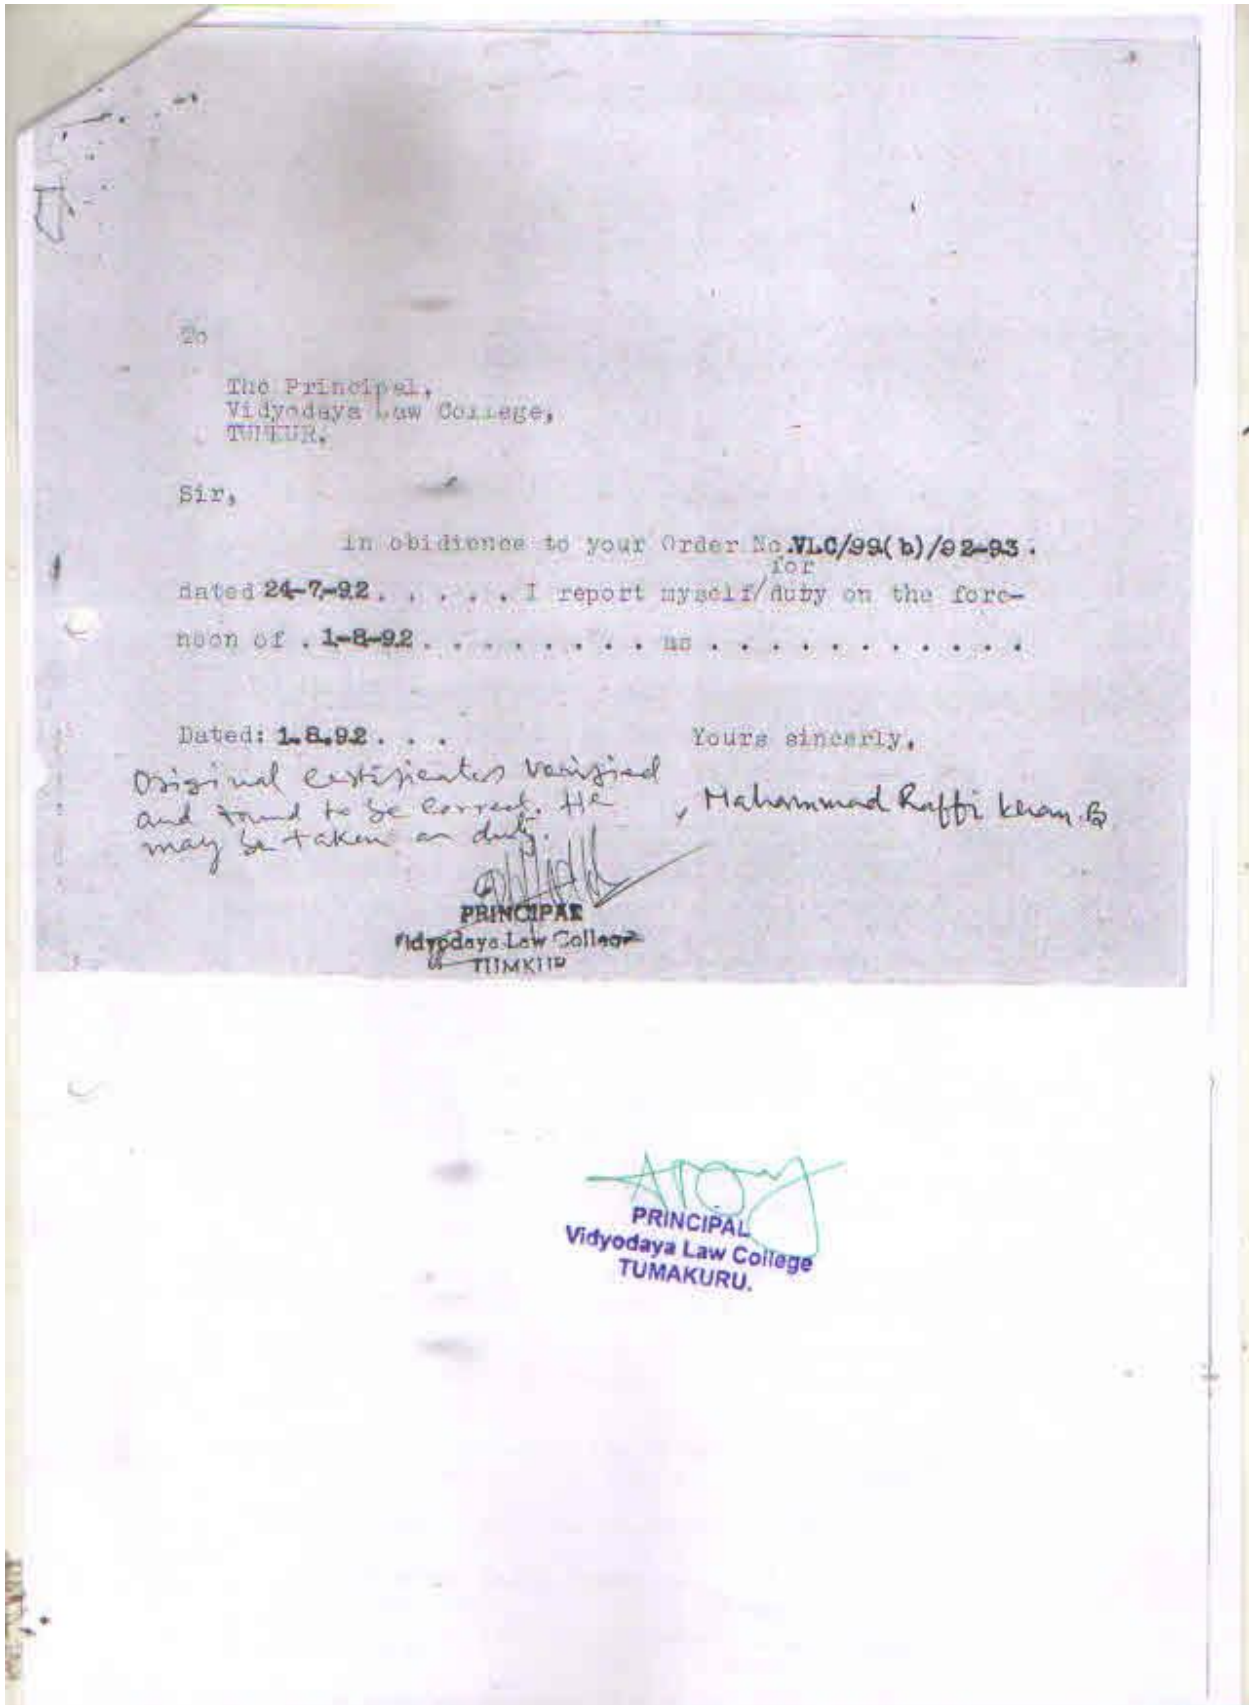 To
The Principal,
Vidyodaya Law College,
TUMKUR.
Sir,
in obidience to your Order No.VLC/99(b)/92-93.
dated 24-7-92. . . . . I report myself/for duty on the fore-
noon of . 1-8-92. . . . . . . . as . . . . . . . . . . . .
Dated: 1.8.92. . .
Yours sincerly,
Original certificates verified
and found to be correct. He
may be taken on duty.
Mahammad Raffi
PRINCIPAL
Vidyodaya Law College
TUMKUR
PRINCIPAL
Vidyodaya Law College
TUMAKURU.